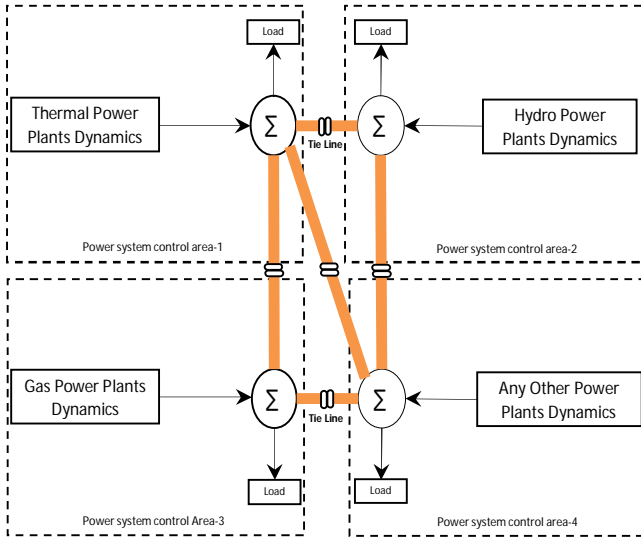 Load
Load
Thermal Power
Plants Dynamics
Σ
Σ
Hydro Power
Plants Dynamics
Tie Line
Power system control area-1
Power system control area-2
Gas Power Plants
Dynamics
Σ
Σ
Any Other Power
Plants Dynamics
Tie Line
Load
Load
Power system control Area-3
Power system control area-4